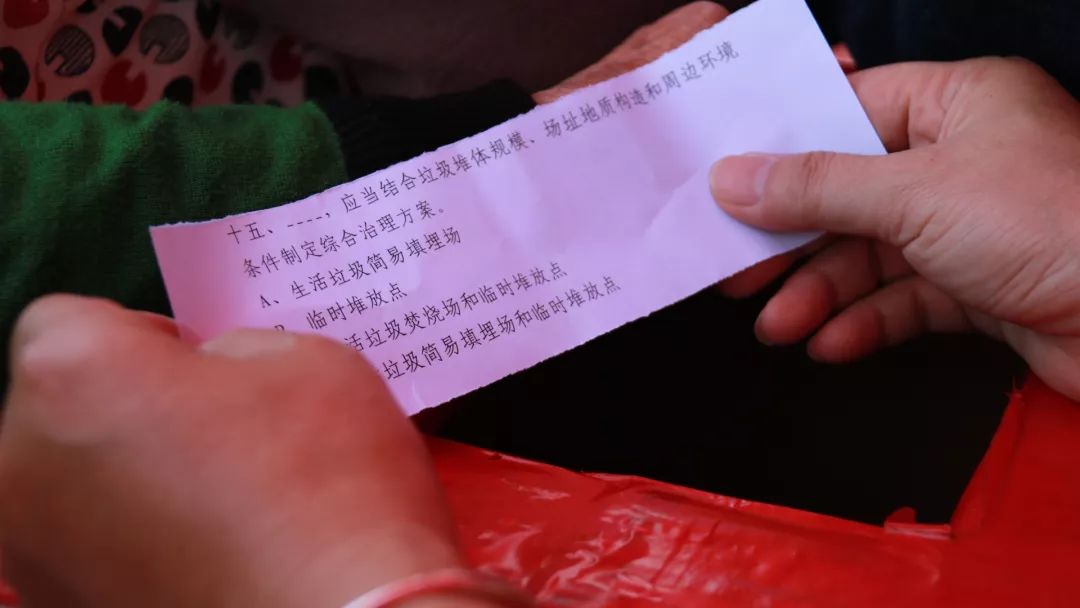 十五、----，应当结合垃圾堆体规模、场址地质构造和周边环境
条件制定综合治理方案。
A、生活垃圾简易填埋场
B、临时堆放点
活垃圾焚烧场和临时堆放点
垃圾简易填埋场和临时堆放点